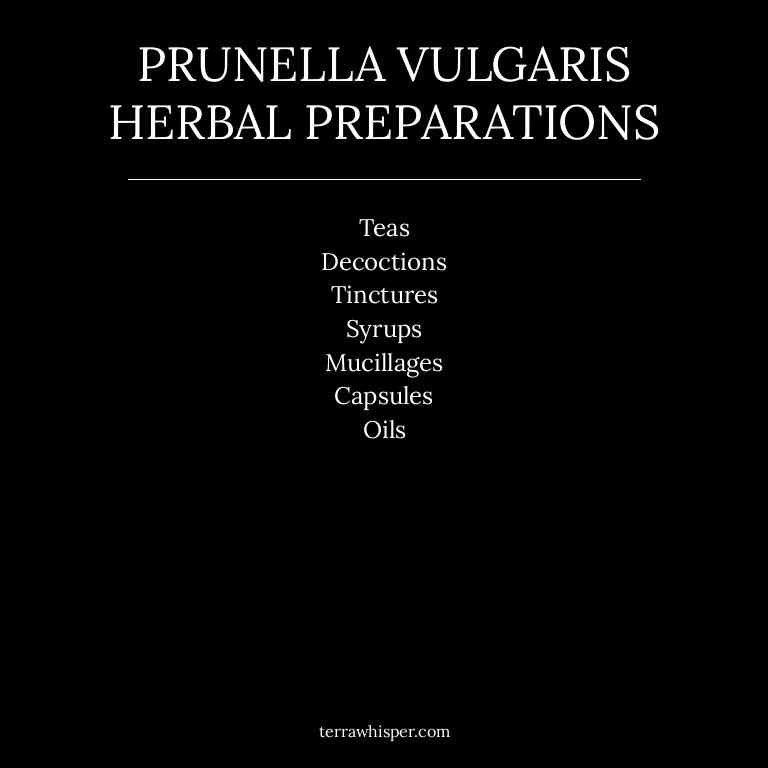 PRUNELLA VULGARIS
HERBAL PREPARATIONS
Teas
Decoctions
Tinctures
Syrups
Mucillages
Capsules
Oils
terrawhisper.com